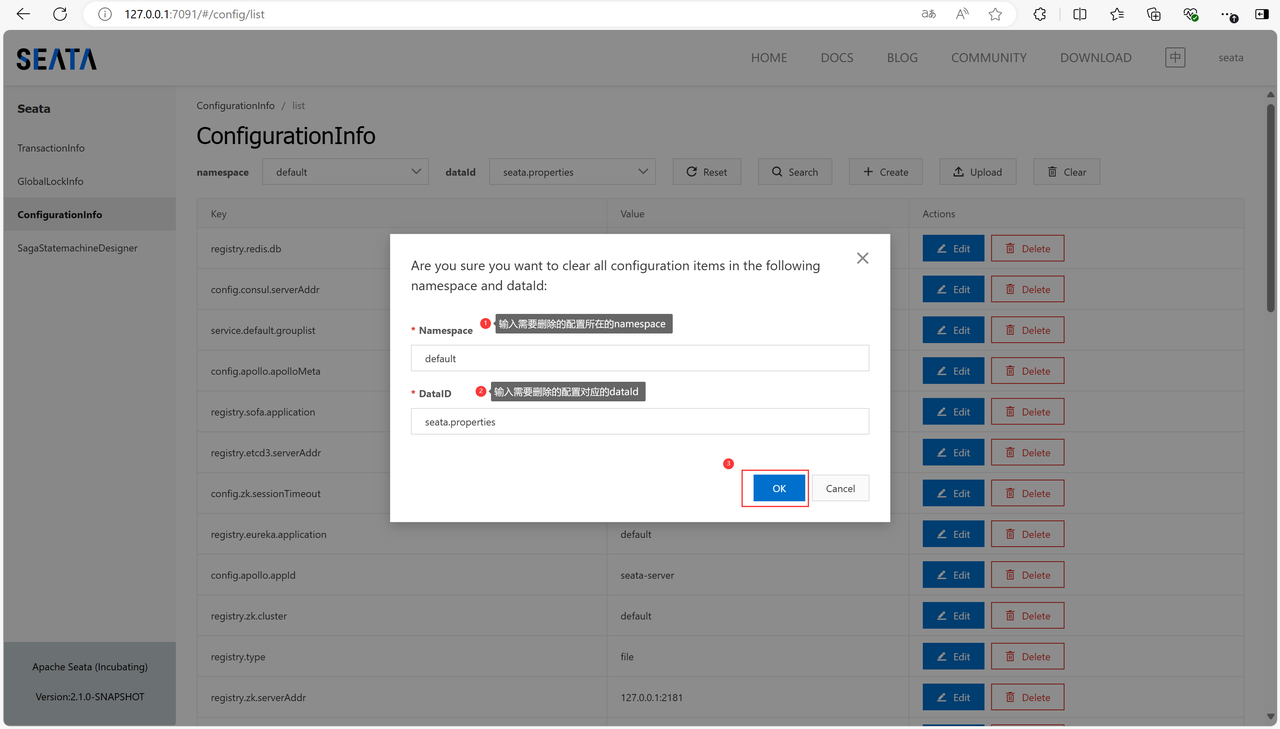 127.0.0.1:7091/#/config/list
SEATA
HOME DOCS BLOG COMMUNITY DOWNLOAD 中 seata
Seata
TransactionInfo
GlobalLockInfo
ConfigurationInfo
SagaStatemachineDesigner
Apache Seata (Incubating)
Version:2.1.0-SNAPSHOT
ConfigurationInfo / list
ConfigurationInfo
namespace default dataId seata.properties Reset Search Create Upload Clear
Key Value Actions
registry.redis.db Edit Delete
config.consul.serverAddr Edit Delete
service.default.grouplist Edit Delete
config.apollo.apolloMeta Edit Delete
registry.sofa.application Edit Delete
registry.etcd3.serverAddr Edit Delete
config.zk.sessionTimeout Edit Delete
registry.eureka.application default Edit Delete
config.apollo.appId seata-server Edit Delete
registry.zk.cluster default Edit Delete
registry.type file Edit Delete
registry.zk.serverAddr 127.0.0.1:2181 Edit Delete
Are you sure you want to clear all configuration items in the following
namespace and dataId:
* Namespace 1 输入需要删除的配置所在的namespace
default
* DataID 2 输入需要删除的配置对应的dataId
seata.properties
3
OK Cancel